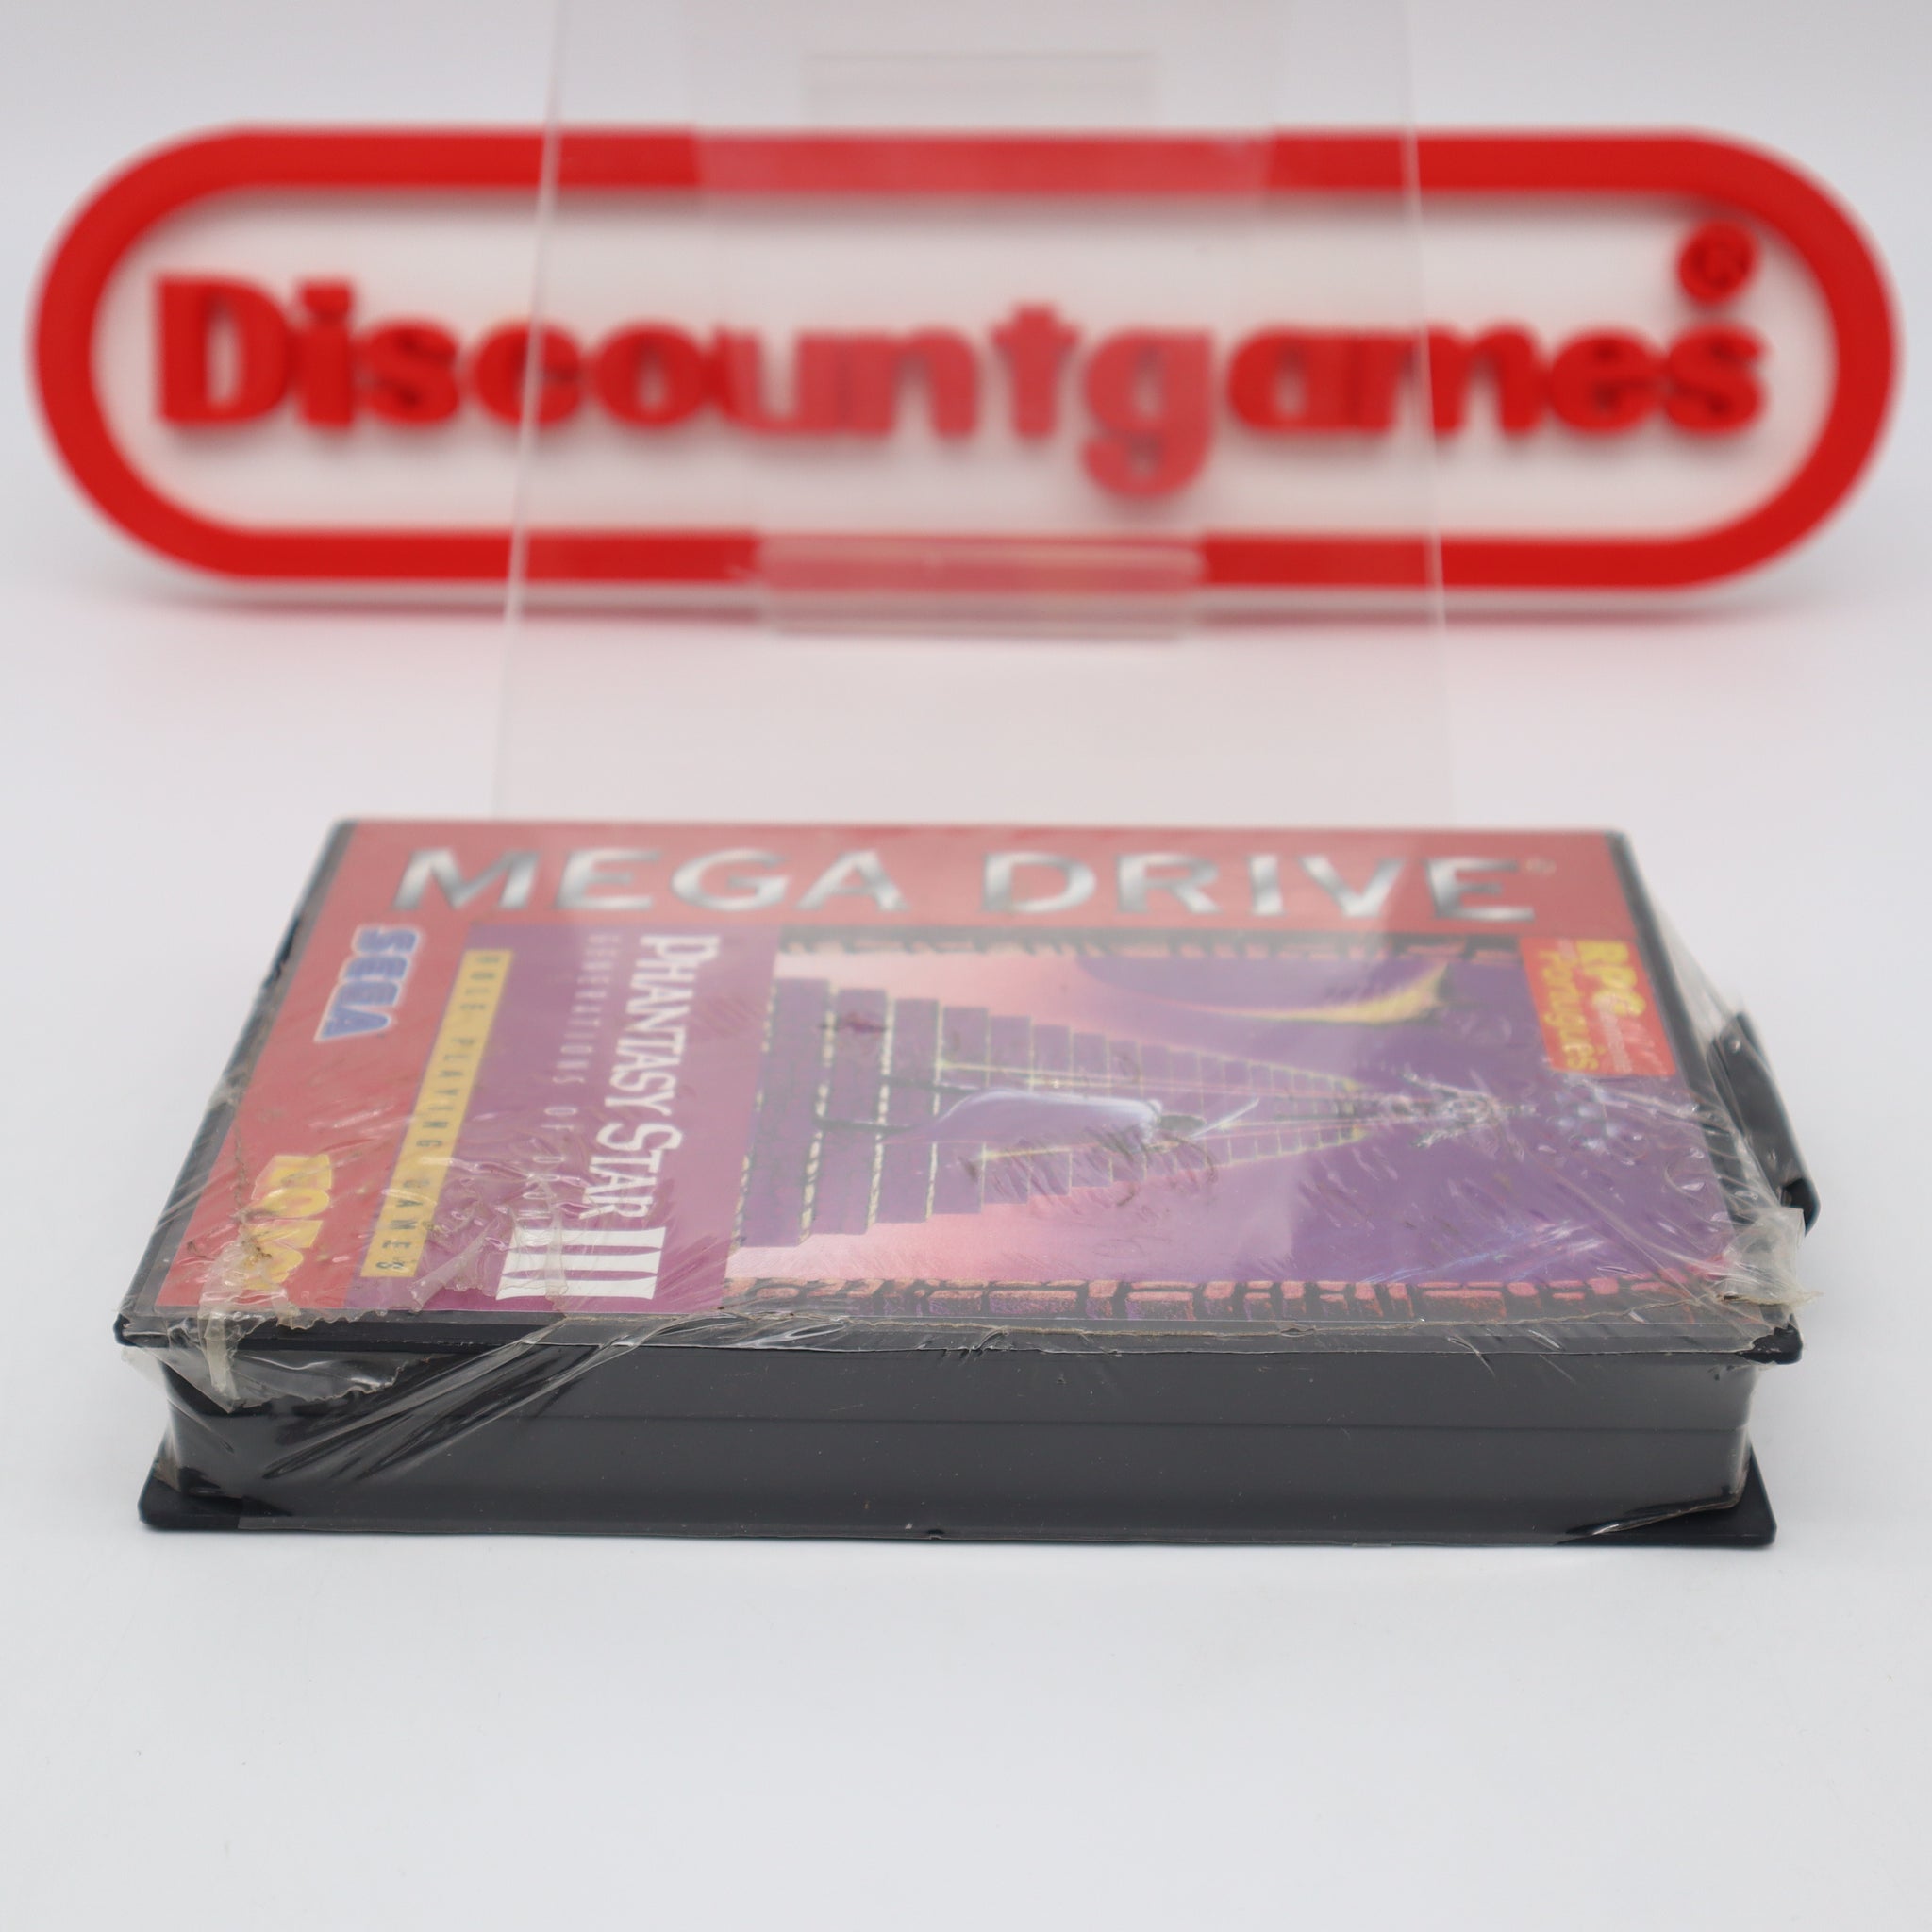 Discountgames®
MEGA DRIVE®
SEGA
ROLE-PLAYING GAMES
PHANTASY STAR III
GENERATIONS OF DOOM
RPG
Português